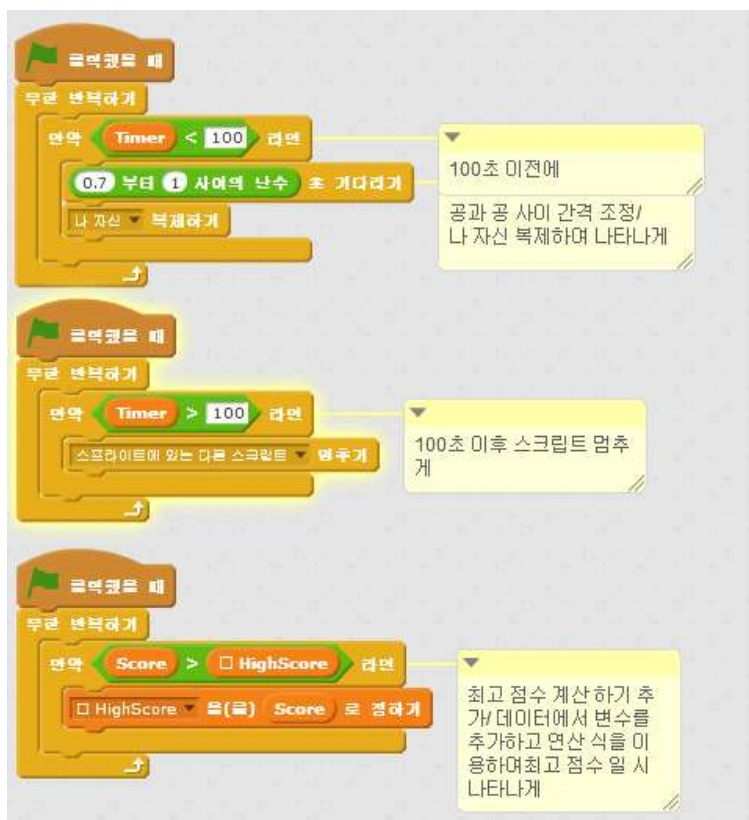 클릭했을 때
무한 반복하기
만약 Timer < 100 라면
0.7 부터 1 사이의 난수 초 기다리기
나 자신 복제하기
100초 이전에
공과 공 사이 간격 조정/
나 자신 복제하여 나타나게
클릭했을 때
무한 반복하기
만약 Timer > 100 라면
스프라이트에 있는 다른 스크립트 멈추기
100초 이후 스크립트 멈추
게
클릭했을 때
무한 반복하기
만약 Score > HighScore 라면
HighScore 을(를) Score 로 정하기
최고 점수 계산 하기 추
가/ 데이터에서 변수를
추가하고 연산 식을 이
용하여최고 점수 일 시
나타나게